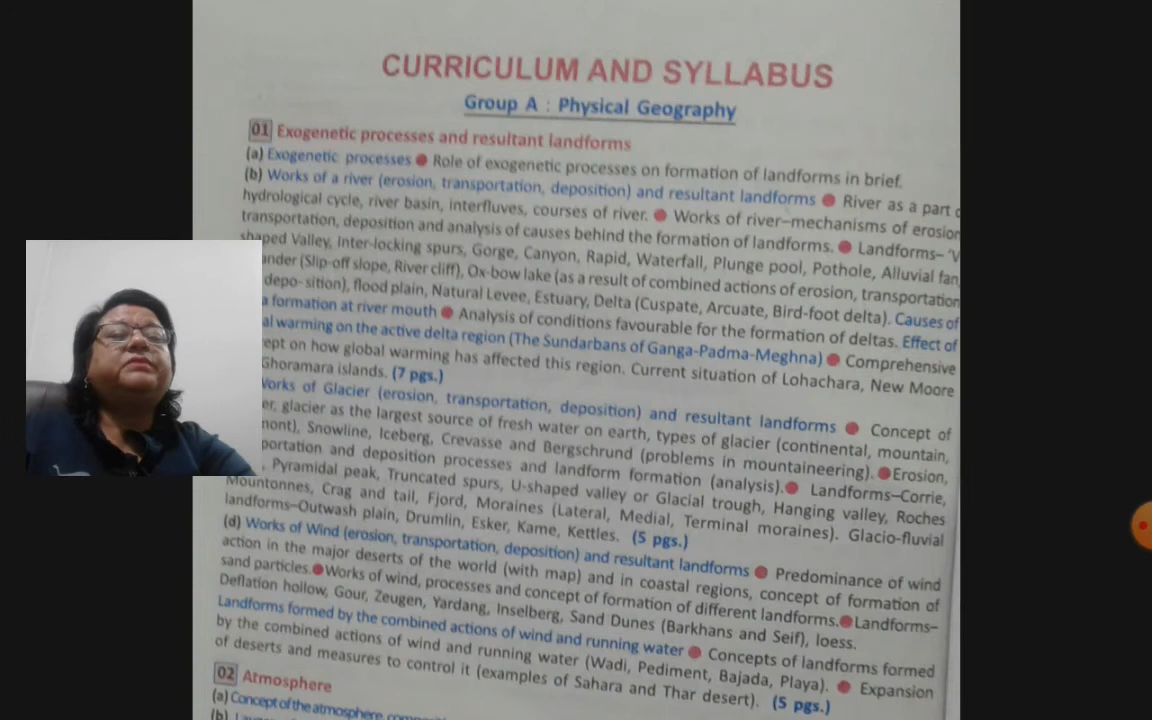 CURRICULUM AND SYLLABUS
Group A : Physical Geography
01 Exogenetic processes and resultant landforms
(a) Exogenetic processes ● Role of exogenetic processes on formation of landforms in brief.
(b) Works of a river (erosion, transportation, deposition) and resultant landforms ● River as a part
hydrological cycle, river basin, interfluves, courses of river. ● Works of river–mechanisms of erosion
transportation, deposition and analysis of causes behind the formation of landforms. ● Landforms– 'V
shaped Valley, Inter-locking spurs, Gorge, Canyon, Rapid, Waterfall, Plunge pool, Pothole, Alluvial fan,
ander (Slip-off slope, River cliff), Ox-bow lake (as a result of combined actions of erosion, transportation
depo- sition), flood plain, Natural Levee, Estuary, Delta (Cuspate, Arcuate, Bird-foot delta). Causes of
a formation at river mouth ● Analysis of conditions favourable for the formation of deltas. Effect of
al warming on the active delta region (The Sundarbans of Ganga-Padma-Meghna) ● Comprehensive
ept on how global warming has affected this region. Current situation of Lohachara, New Moore
Ghoramara islands. (7 pgs.)
Works of Glacier (erosion, transportation, deposition) and resultant landforms ● Concept of
er, glacier as the largest source of fresh water on earth, types of glacier (continental, mountain,
mont), Snowline, Iceberg, Crevasse and Bergschrund (problems in mountaineering). ● Erosion,
portation and deposition processes and landform formation (analysis). ● Landforms–Corrie,
Pyramidal peak, Truncated spurs, U-shaped valley or Glacial trough, Hanging valley, Roches
Mountonnes, Crag and tail, Fjord, Moraines (Lateral, Medial, Terminal moraines). Glacio-fluvial
landforms–Outwash plain, Drumlin, Esker, Kame, Kettles. (5 pgs.)
(d) Works of Wind (erosion, transportation, deposition) and resultant landforms ● Predominance of wind
action in the major deserts of the world (with map) and in coastal regions, concept of formation of
sand particles. ● Works of wind, processes and concept of formation of different landforms. ● Landforms–
Deflation hollow, Gour, Zeugen, Yardang, Inselberg, Sand Dunes (Barkhans and Seif), loess.
Landforms formed by the combined actions of wind and running water ● Concepts of landforms formed
by the combined actions of wind and running water (Wadi, Pediment, Bajada, Playa). ● Expansion
of deserts and measures to control it (examples of Sahara and Thar desert). (5 pgs.)
02 Atmosphere
(a) Concept of the atmosphere,
(b)